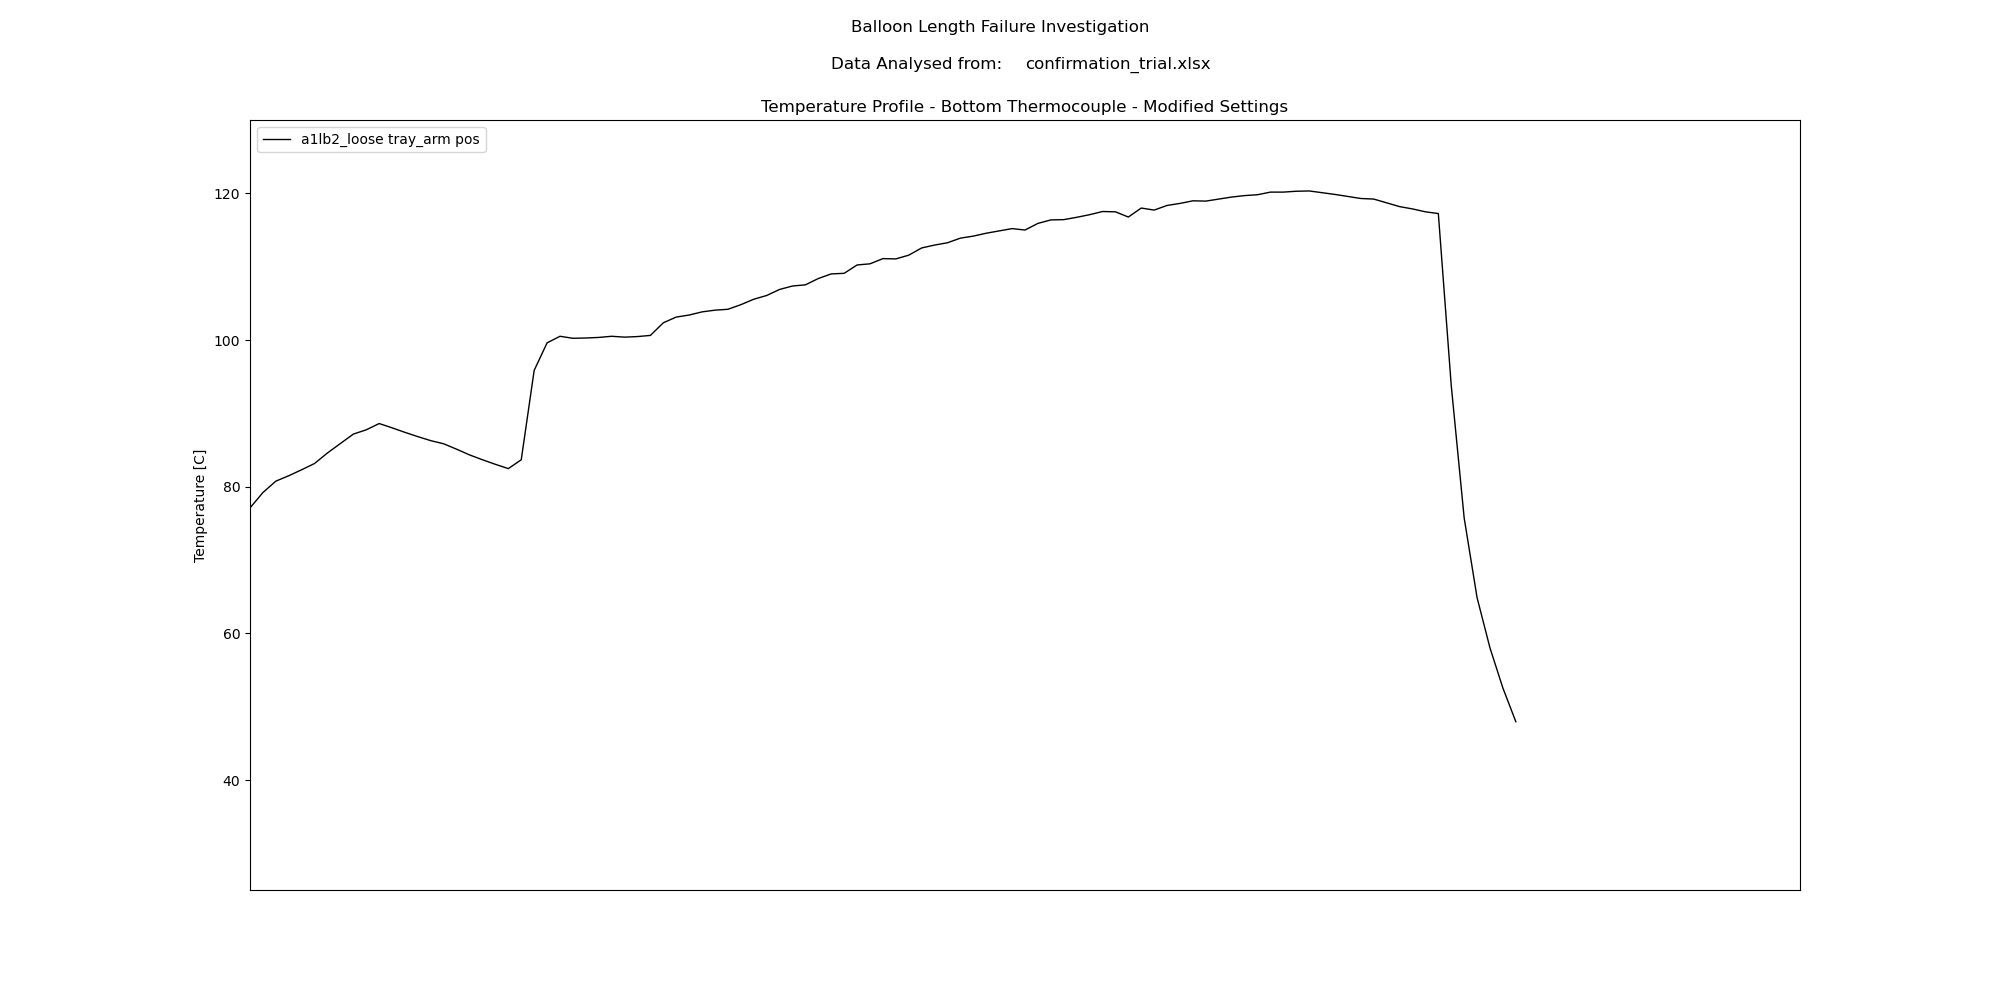 Balloon Length Failure Investigation
Data Analysed from: confirmation_trial.xlsx
Temperature Profile - Bottom Thermocouple - Modified Settings
a1lb2_loose tray_arm pos
120
100
80
60
40
Temperature [C]